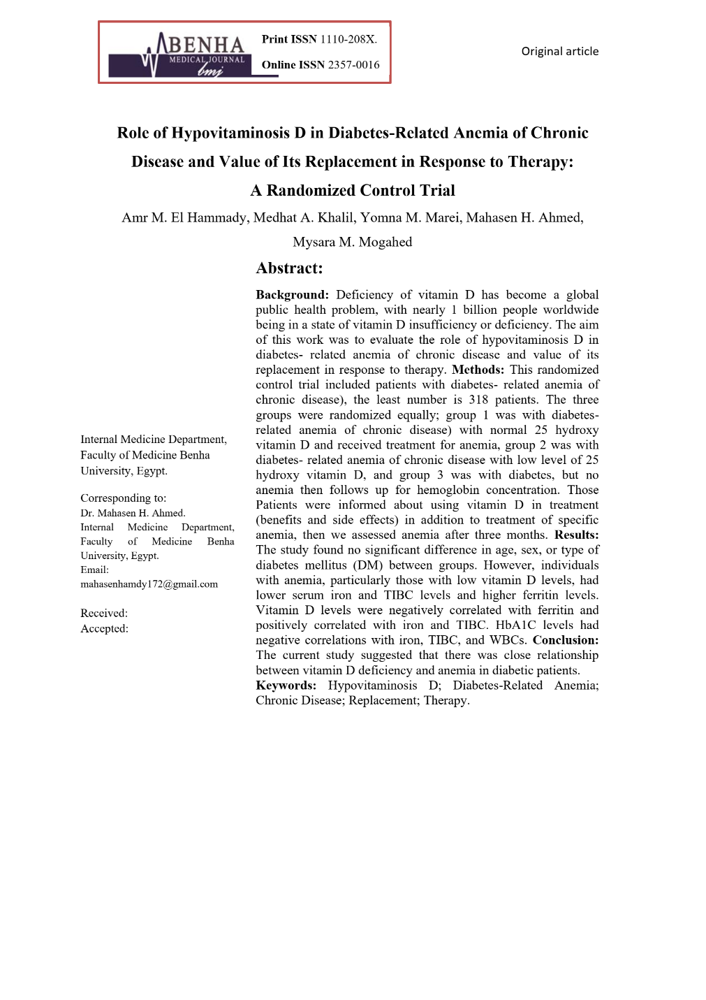 BENHA
MEDICAL JOURNAL
bmj
Print ISSN 1110-208X.
Online ISSN 2357-0016
Original article
Role of Hypovitaminosis D in Diabetes-Related Anemia of Chronic
Disease and Value of Its Replacement in Response to Therapy:
A Randomized Control Trial
Amr M. El Hammady, Medhat A. Khalil, Yomna M. Marei, Mahasen H. Ahmed,
Mysara M. Mogahed
Internal Medicine Department,
Faculty of Medicine Benha
University, Egypt.
Corresponding to:
Dr. Mahasen H. Ahmed.
Internal Medicine Department,
Faculty of Medicine Benha
University, Egypt.
Email:
mahasenhamdy172@gmail.com
Received:
Accepted:
Abstract:
Background: Deficiency of vitamin D has become a global
public health problem, with nearly 1 billion people worldwide
being in a state of vitamin D insufficiency or deficiency. The aim
of this work was to evaluate the role of hypovitaminosis D in
diabetes- related anemia of chronic disease and value of its
replacement in response to therapy. Methods: This randomized
control trial included patients with diabetes- related anemia of
chronic disease), the least number is 318 patients. The three
groups were randomized equally; group 1 was with diabetes-
related anemia of chronic disease) with normal 25 hydroxy
vitamin D and received treatment for anemia, group 2 was with
diabetes- related anemia of chronic disease with low level of 25
hydroxy vitamin D, and group 3 was with diabetes, but no
anemia then follows up for hemoglobin concentration. Those
Patients were informed about using vitamin D in treatment
(benefits and side effects) in addition to treatment of specific
anemia, then we assessed anemia after three months. Results:
The study found no significant difference in age, sex, or type of
diabetes mellitus (DM) between groups. However, individuals
with anemia, particularly those with low vitamin D levels, had
lower serum iron and TIBC levels and higher ferritin levels.
Vitamin D levels were negatively correlated with ferritin and
positively correlated with iron and TIBC. HbA1C levels had
negative correlations with iron, TIBC, and WBCs. Conclusion:
The current study suggested that there was close relationship
between vitamin D deficiency and anemia in diabetic patients.
Keywords: Hypovitaminosis D; Diabetes-Related Anemia;
Chronic Disease; Replacement; Therapy.